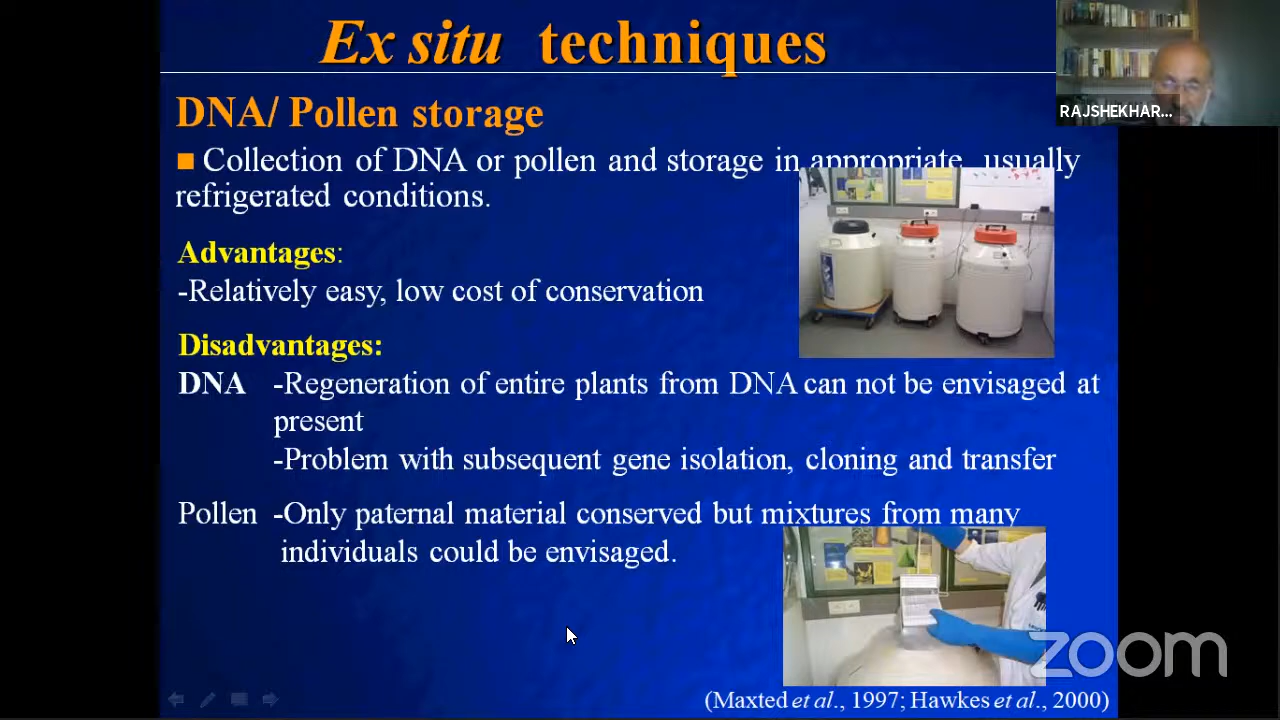 Ex situ techniques
RAJSHEKHAR...
DNA/ Pollen storage
Collection of DNA or pollen and storage in appropriate, usually
refrigerated conditions.
Advantages:
-Relatively easy, low cost of conservation
Disadvantages:
DNA -Regeneration of entire plants from DNA can not be envisaged at
present
-Problem with subsequent gene isolation, cloning and transfer
Pollen -Only paternal material conserved but mixtures from many
individuals could be envisaged.
zoom
(Maxted et al., 1997; Hawkes et al., 2000)